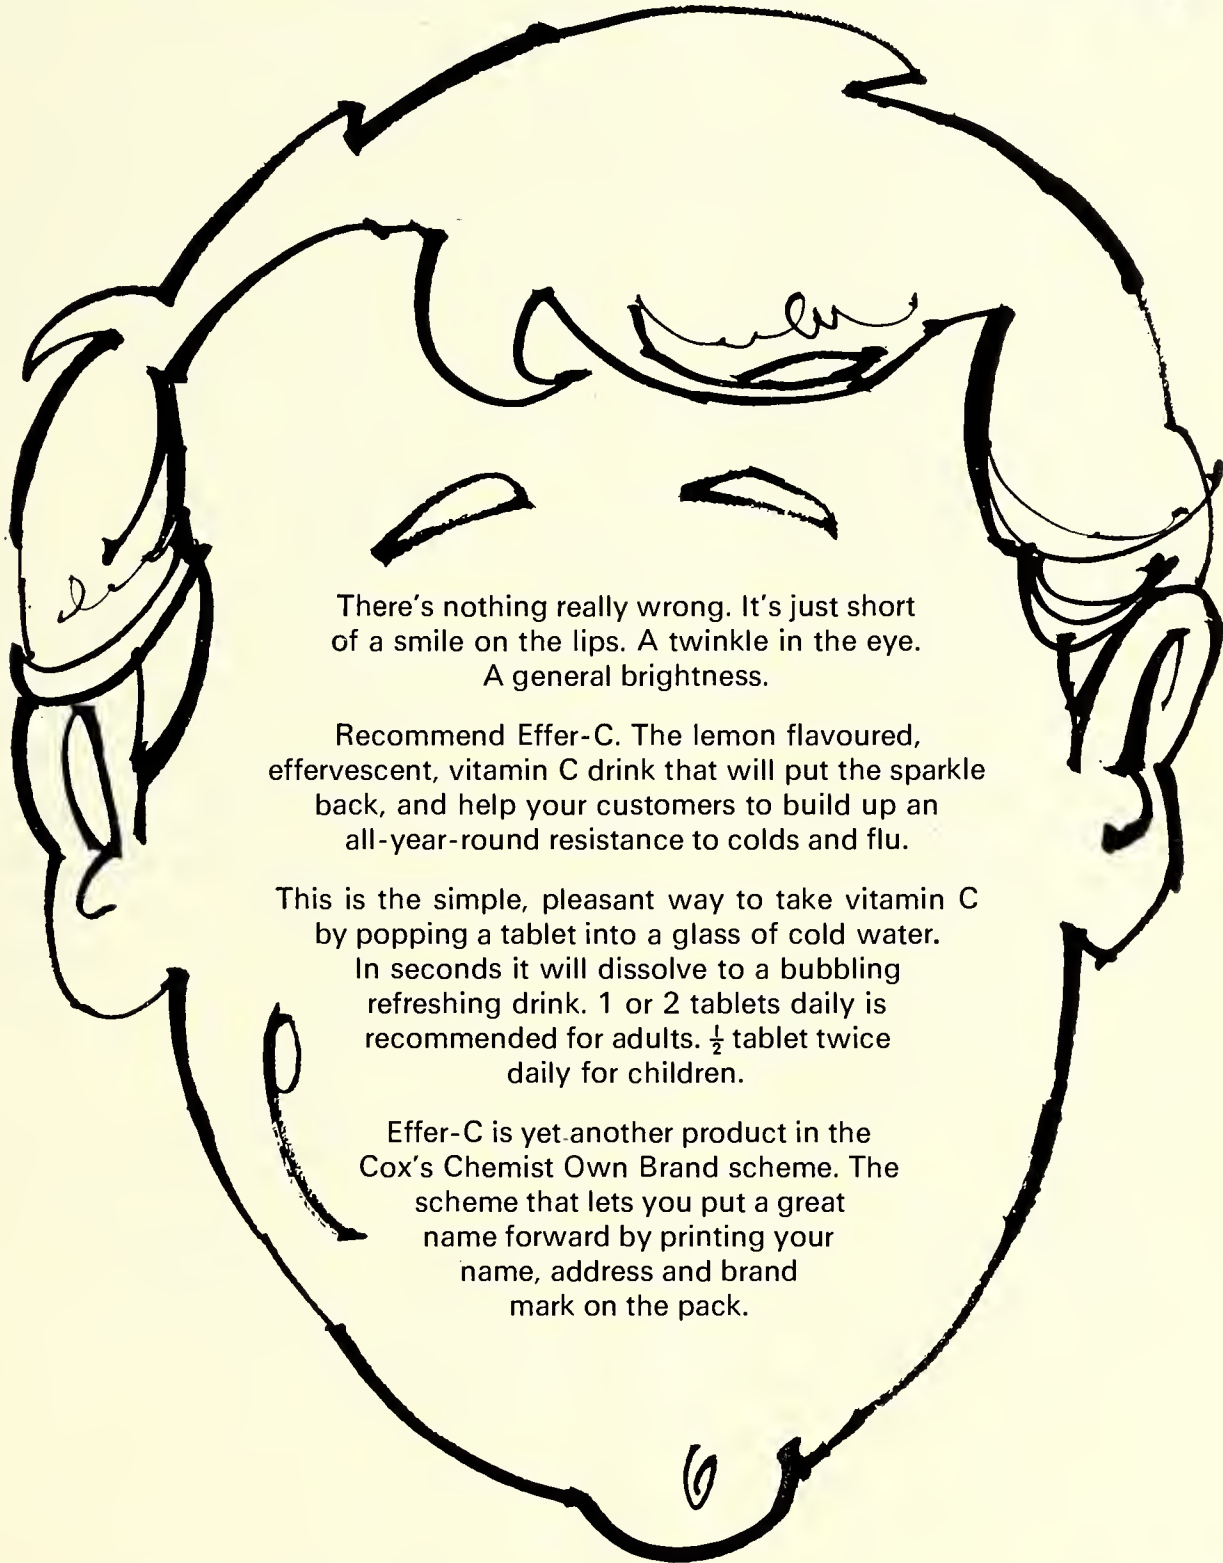 There's nothing really wrong. It's just short
of a smile on the lips. A twinkle in the eye.
A general brightness.
Recommend Effer-C. The lemon flavoured,
effervescent, vitamin C drink that will put the sparkle
back, and help your customers to build up an
all-year-round resistance to colds and flu.
This is the simple, pleasant way to take vitamin C
by popping a tablet into a glass of cold water.
In seconds it will dissolve to a bubbling
refreshing drink. 1 or 2 tablets daily is
recommended for adults. ½ tablet twice
daily for children.
Effer-C is yet another product in the
Cox's Chemist Own Brand scheme. The
scheme that lets you put a great
name forward by printing your
name, address and brand
mark on the pack.